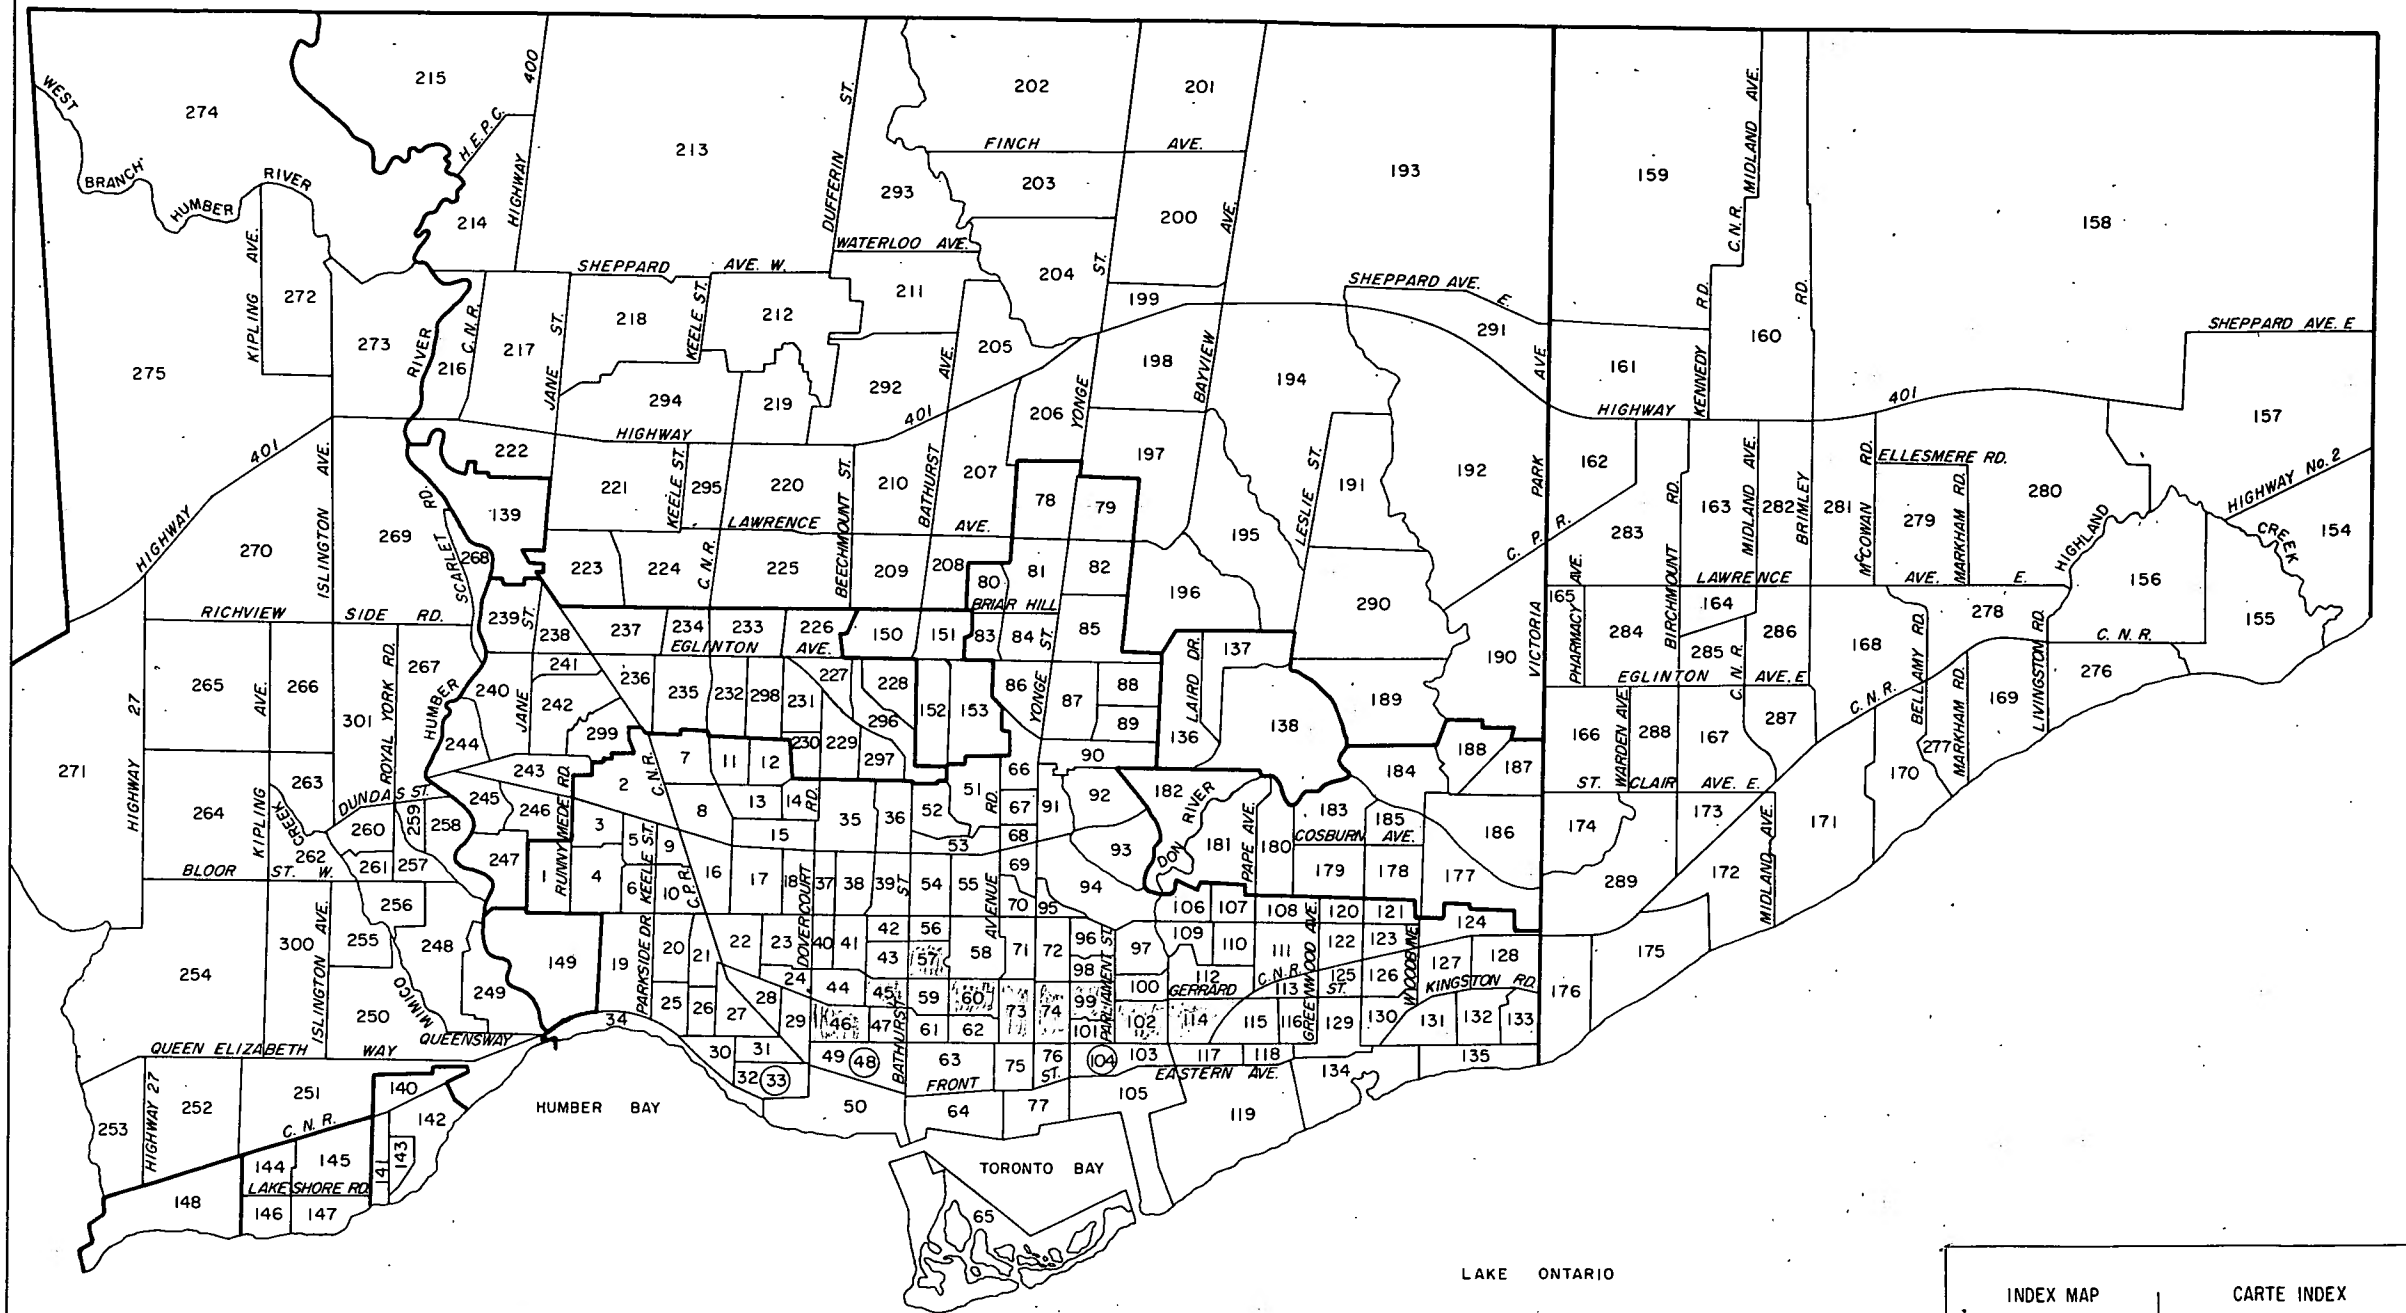 215
400
274
WEST
BRANCH
HUMBER
RIVER
H.E.P.C.
HIGHWAY
214
213
DUFFERIN ST.
293
202
201
FINCH AVE.
203
200
AVE.
193
159
MIDLAND AVE.
C.N.R.
158
WATERLOO AVE.
204
ST.
SHEPPARD AVE. W.
211
199
SHEPPARD AVE. E.
291
RD.
RD.
160
SHEPPARD AVE. E
KIPLING AVE.
272
273
RIVER
C.N.R.
216
217
JANE ST.
218
KEELE ST.
212
205
198
BAYVIEW
194
AVE.
161
KENNEDY
275
294
219
292
AVE.
401
206
YONGE
HIGHWAY
401
157
401
222
HIGHWAY
HIGHWAY
ISLINGTON AVE.
RD.
139
221
KEELE ST.
295
220
BEECHMOUNT ST.
210
BATHURST
207
78
79
197
195
LESLIE ST.
191
192
PARK
162
C.P.R.
283
BIRCHMOUNT RD.
163
MIDLAND AVE.
282
BRIMLEY
281
McCOWAN RD.
ELLESMERE RD.
279
MARKHAM RD.
280
HIGHLAND
CREEK
HIGHWAY No. 2
154
LAWRENCE AVE.
270
269
SCARLET
268
223
224
C.N.R.
225
209
208
80
81
82
196
290
LAWRENCE AVE. E.
156
155
RICHVIEW SIDE RD.
239
ST.
238
237
234
233
226
150
151
BRIAR HILL
83
84
ST.
85
137
190
VICTORIA
165
PHARMACY AVE.
284
164
285
C.N.R.
286
168
BELLAMY RD.
278
LIVINGSTON RD.
C.N.R.
276
EGLINTON AVE.
265
266
AVE.
ROYAL YORK RD.
267
301
HUMBER
240
JANE
241
242
236
235
232
298
231
227
228
152
153
86
YONGE
87
88
89
136
LAIRD DR.
138
189
EGLINTON AVE. E
C.N.R.
169
MARKHAM RD.
277
271
27
HIGHWAY
264
KIPLING
263
CREEK
244
243
299
RUNNYMEDE RD.
2
C.N.R.
7
11
12
230
229
296
297
90
188
187
184
166
WARDEN AVE.
288
167
287
170
ST. CLAIR AVE. E.
DUNDAS ST.
245
246
260
259
258
3
5
8
9
13
14
RD.
15
35
36
52
51
RD.
66
67
68
91
92
182
DON RIVER
181
PAPE AVE.
180
183
COSBURN AVE.
185
186
174
173
MIDLAND AVE.
171
262
261
257
247
1
4
6
KEELE ST.
10
C.P.R.
16
17
18
DOVERCOURT
37
38
39
ST
53
54
55
AVENUE
69
70
95
93
94
179
178
177
289
172
BLOOR ST. W.
256
255
248
249
149
19
PARKSIDE DR.
20
21
22
23
24
40
41
42
43
56
57
58
71
72
96
98
PARLIAMENT ST.
97
106
107
108
109
110
111
GREENWOOD AVE.
120
121
122
123
WOODBINE
124
127
128
175
254
300
ISLINGTON AVE.
250
MIMICO
25
26
27
28
29
44
45
46
47
59
60
61
62
73
74
99
101
100
102
112
C.N.R.
GERRARD ST.
113
114
115
116
125
126
129
130
KINGSTON RD.
131
132
133
176
QUEEN ELIZABETH WAY
QUEENSWAY
34
30
31
32
33
49
48
BATHURST
63
75
76
ST.
104
103
117
118
EASTERN AVE.
134
135
253
HIGHWAY 27
252
251
C.N.R.
140
142
141
143
144
145
LAKE SHORE RD.
148
146
147
HUMBER BAY
50
FRONT
64
77
105
119
TORONTO BAY
65
LAKE ONTARIO
INDEX MAP
CARTE INDEX